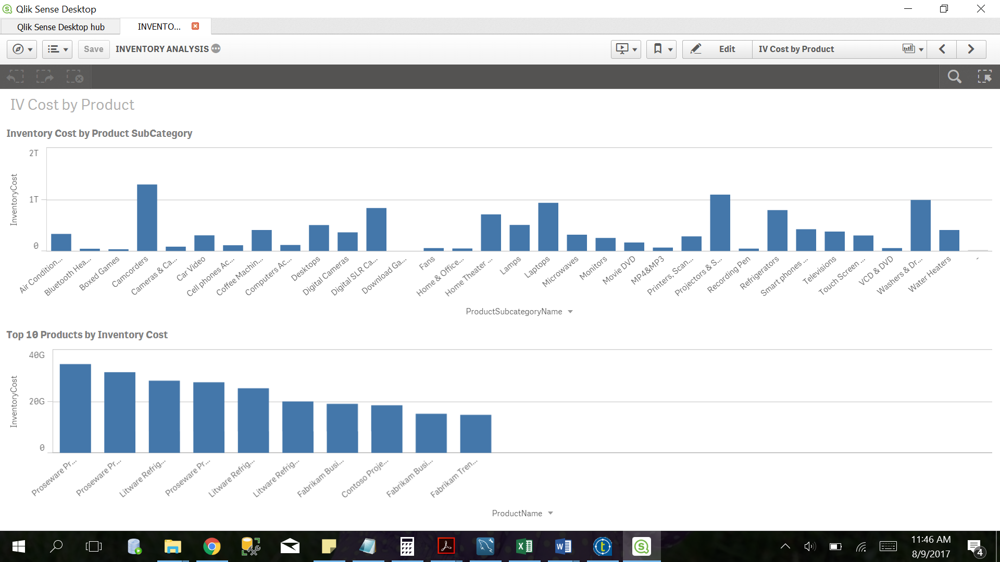 Qlik Sense Desktop
Qlik Sense Desktop hub
INVENTO...
Save
INVENTORY ANALYSIS
Edit
IV Cost by Product
IV Cost by Product
Inventory Cost by Product SubCategory
InventoryCost
2T
1T
0
Air Condition...
Bluetooth Hea...
Boxed Games
Camcorders
Cameras & Ca...
Car Video
Cell phones Ac...
Coffee Machin...
Computers Ac...
Desktops
Digital Cameras
Digital SLR Ca...
Download Ga...
Fans
Home & Office...
Home Theater ...
Lamps
Laptops
Microwaves
Monitors
Movie DVD
MP4&MP3
Printers, Scan...
Projectors & S...
Recording Pen
Refrigerators
Smart phones ...
Televisions
Touch Screen ...
VCD & DVD
Washers & Dr...
Water Heaters
-
ProductSubcategoryName
Top 10 Products by Inventory Cost
InventoryCost
40G
20G
0
Proseware Pr...
Proseware Pr...
Litware Refrig...
Proseware Pr...
Litware Refrig...
Litware Refrig...
Fabrikam Busi...
Contoso Proje...
Fabrikam Busi...
Fabrikam Tren...
ProductName
11:46 AM
8/9/2017
4